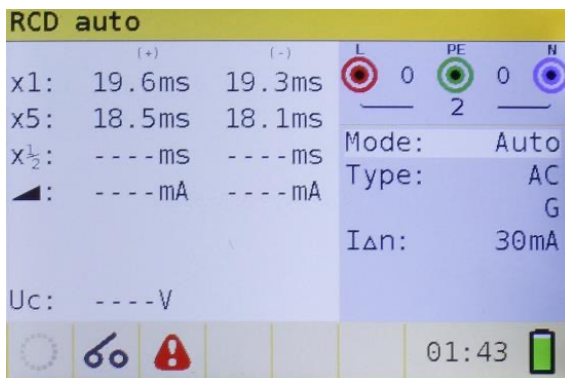 RCD auto
(+) (-)
x1: 19.6ms 19.3ms
x5: 18.5ms 18.1ms
x½: ----ms ----ms
◢: ----mA ----mA
Uc: ----V
L PE N
0 0
2
Mode: Auto
Type: AC
G
I∆n: 30mA
01:43